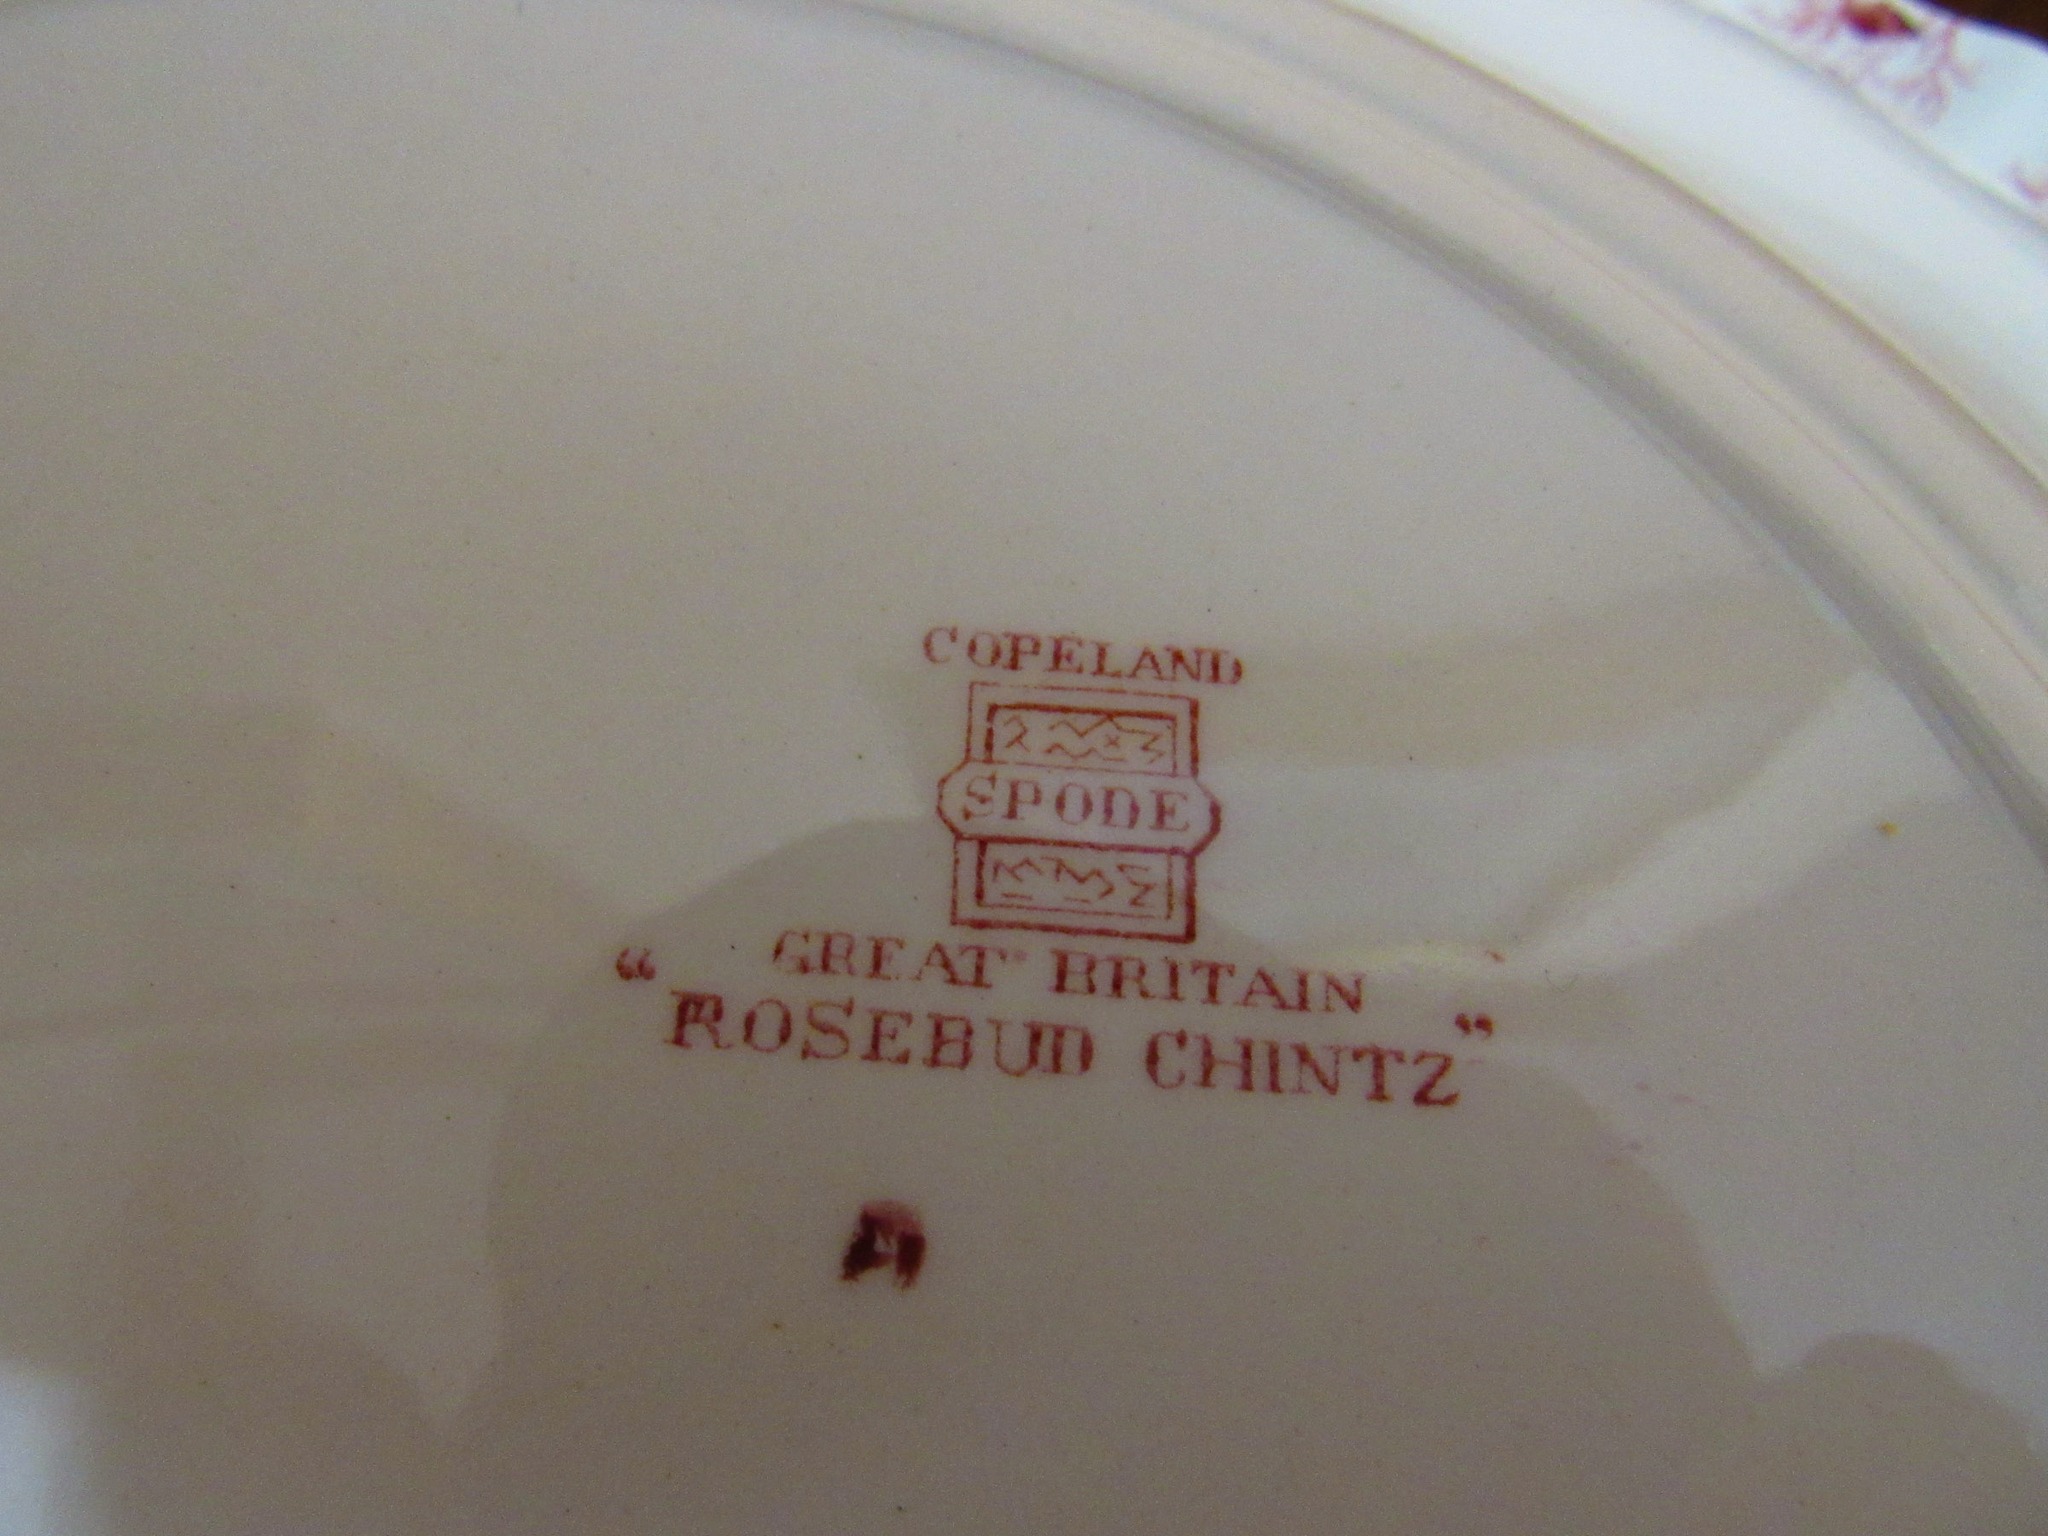 COPELAND
SPODE
GREAT BRITAIN
“ROSEBUD CHINTZ”